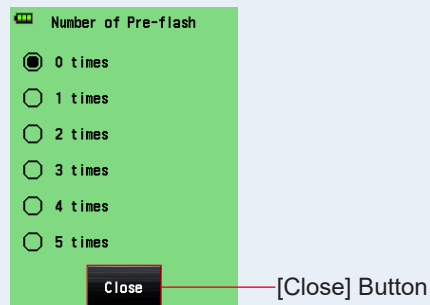 Number of Pre-flash
0 times
1 times
2 times
3 times
4 times
5 times
Close
[Close] Button